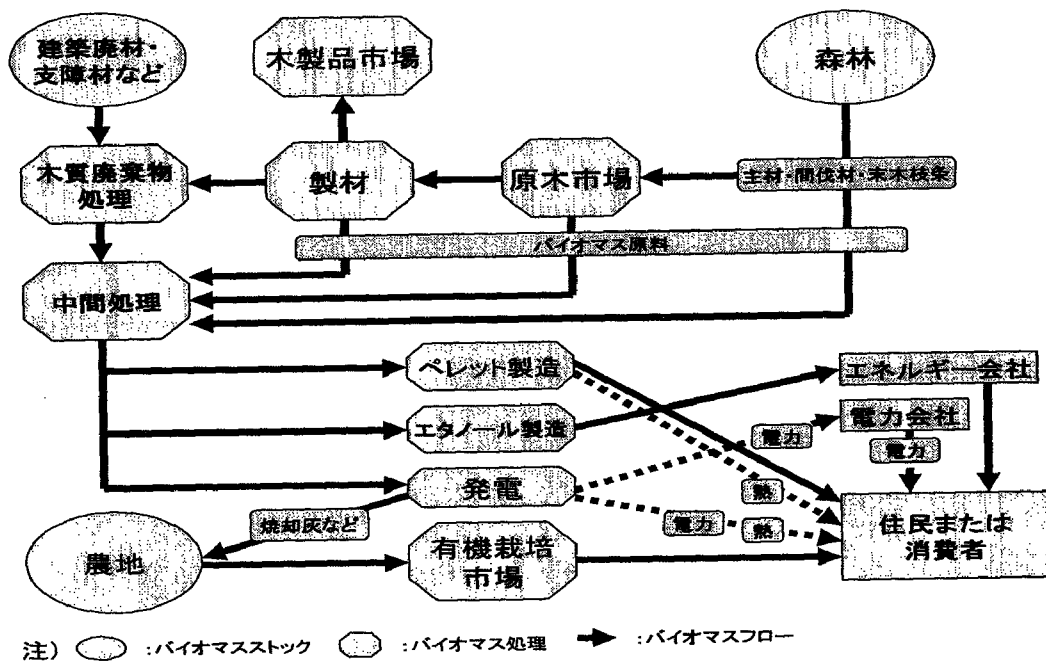 建築廃材・
支障材など
木製品市場
森林
木質廃棄物
処理
製材
原木市場
主材・間伐材・末木枝条
バイオマス原料
中間処理
ペレット製造
エネルギー会社
電力会社
エタノール製造
電力
電力
発電
熱
焼却灰など
電力
熱
住民または
消費者
農地
有機栽培
市場
注)
:バイオマスストック
:バイオマス処理
:バイオマスフロー